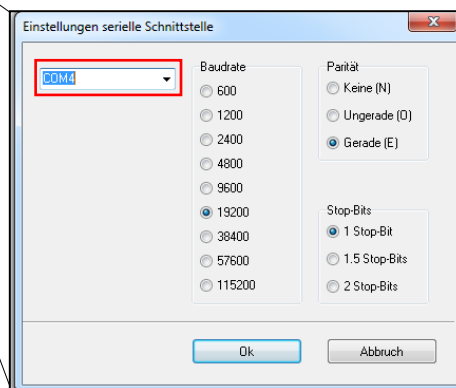 Einstellungen serielle Schnittstelle
COM4
Baudrate
600
1200
2400
4800
9600
19200
38400
57600
115200
Parität
Keine (N)
Ungerade (O)
Gerade (E)
Stop-Bits
1 Stop-Bit
1.5 Stop-Bits
2 Stop-Bits
Ok
Abbruch